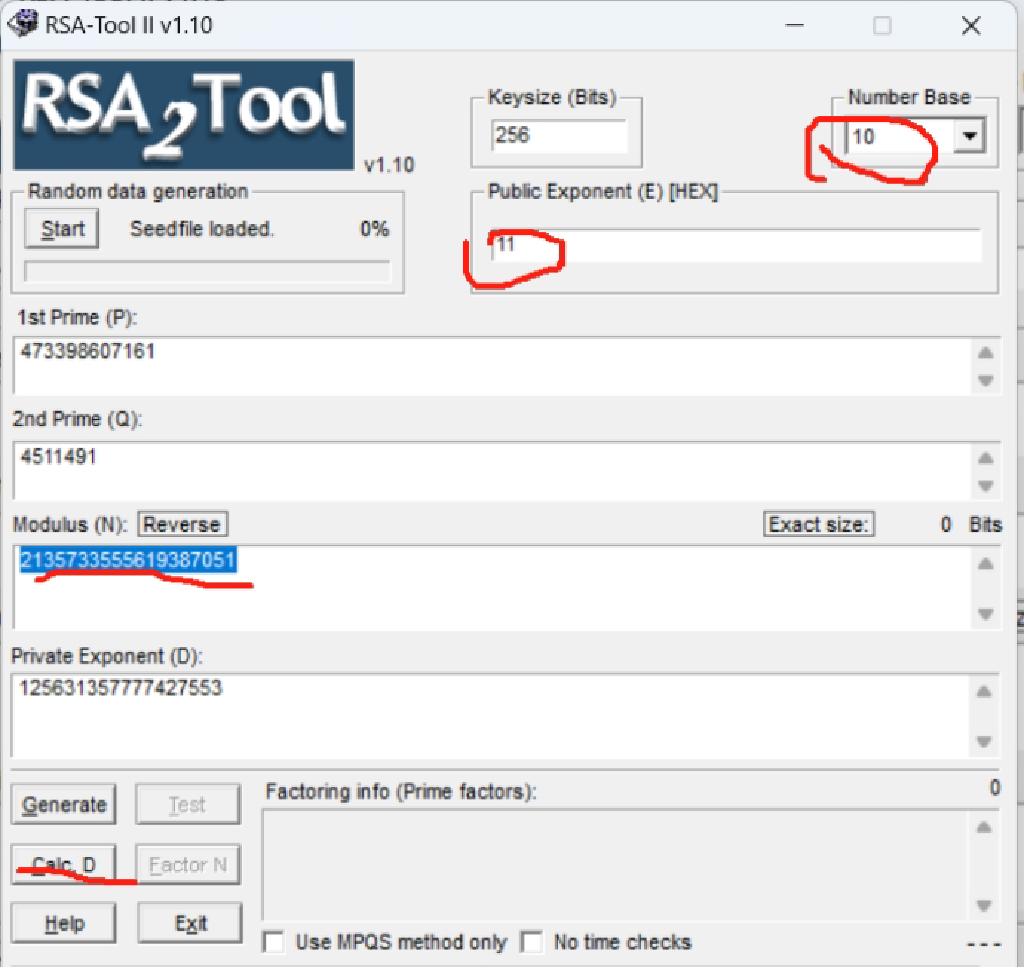 RSA-Tool II v1.10
RSA2Tool
v1.10
Keysize (Bits)
256
Number Base
10
Random data generation
Start Seedfile loaded. 0%
Public Exponent (E) [HEX]
11
1st Prime (P):
473398607161
2nd Prime (Q):
4511491
Modulus (N): Reverse Exact size: 0 Bits
2135733555619387051
Private Exponent (D):
125631357777427553
Generate Test
Calc. D Factor N
Help Exit
Factoring info (Prime factors): 0
Use MPQS method only No time checks ---